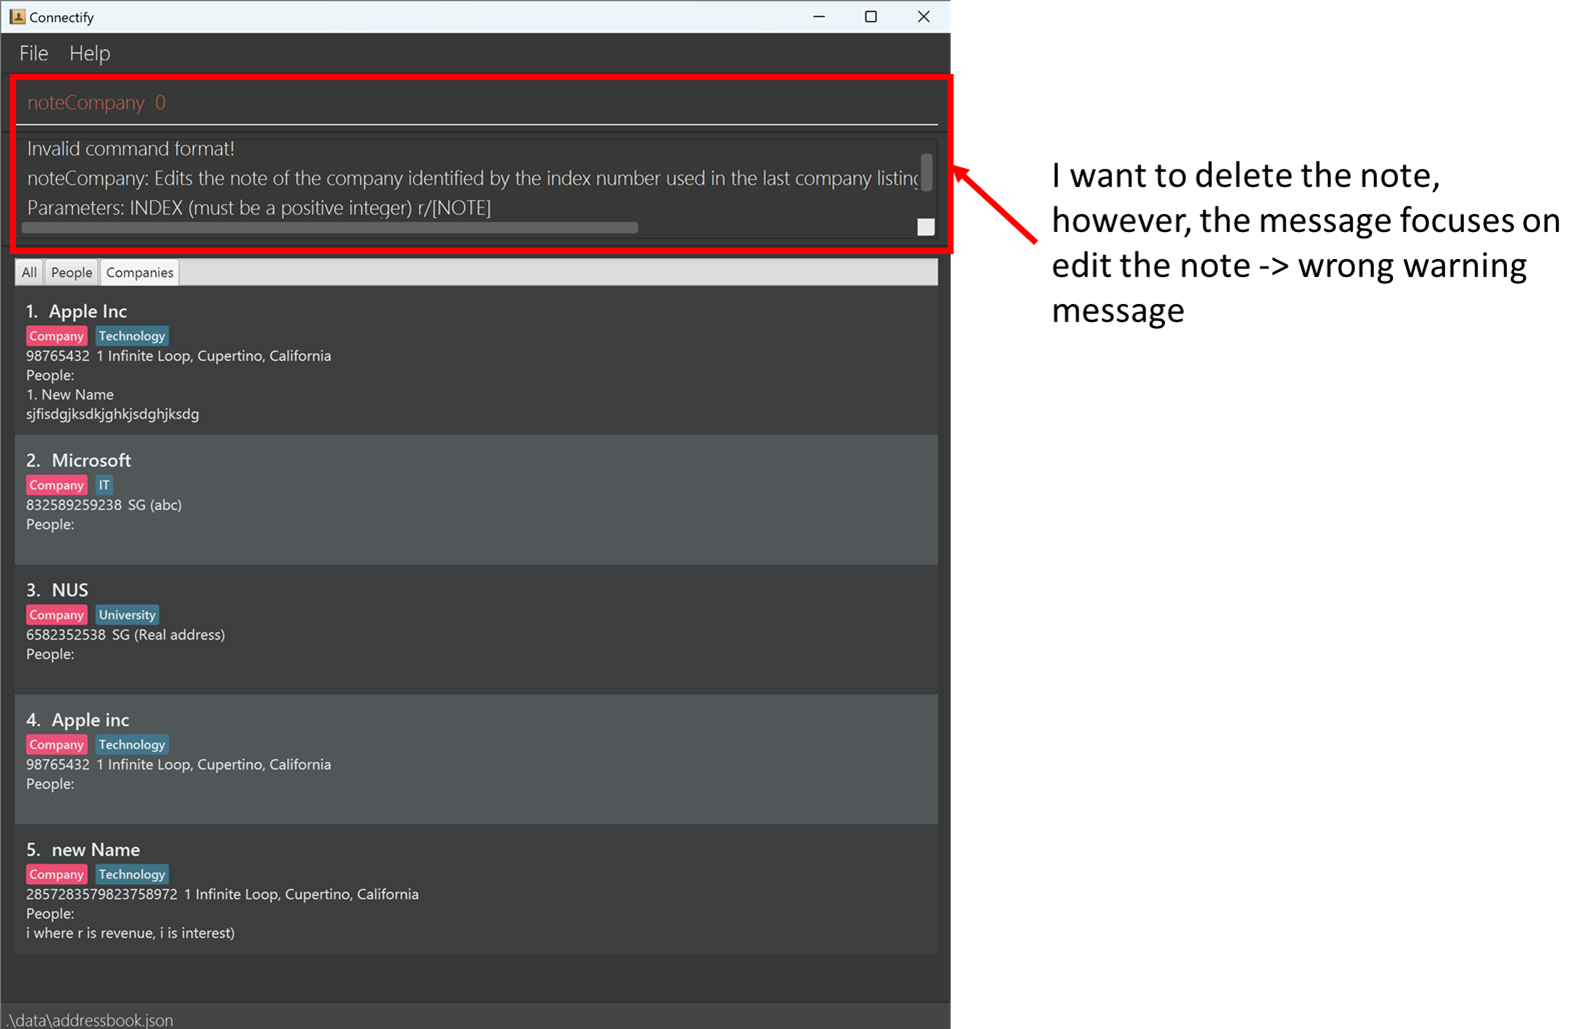 Connectify
File Help
noteCompany 0
Invalid command format!
noteCompany: Edits the note of the company identified by the index number used in the last company listing
Parameters: INDEX (must be a positive integer) r/[NOTE]
I want to delete the note,
however, the message focuses on
edit the note -> wrong warning
message
All People Companies
1. Apple Inc
Company Technology
98765432 1 Infinite Loop, Cupertino, California
People:
1. New Name
sjfisdgjksdkjghkjsdghjksdg
2. Microsoft
Company IT
832589259238 SG (abc)
People:
3. NUS
Company University
6582352538 SG (Real address)
People:
4. Apple inc
Company Technology
98765432 1 Infinite Loop, Cupertino, California
People:
5. new Name
Company Technology
2857283579823758972 1 Infinite Loop, Cupertino, California
People:
i where r is revenue, i is interest)
.\data\addressbook.json